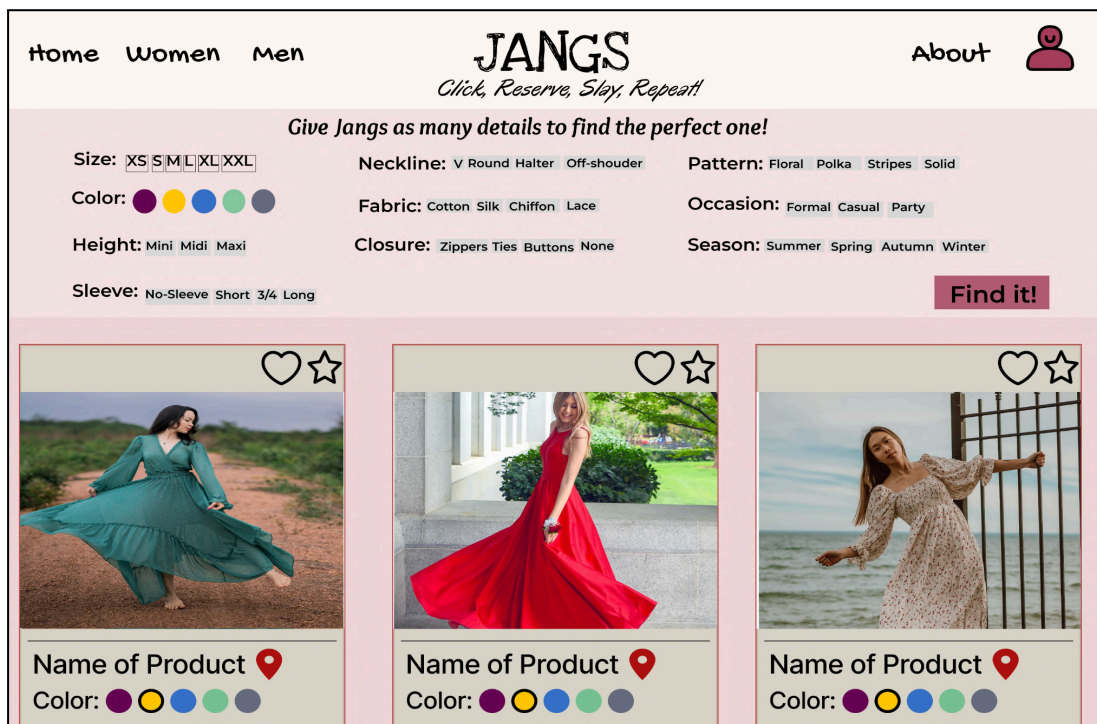 Home Women Men
JANGS
About
Click, Reserve, Slay, Repeat!
Give Jangs as many details to find the perfect one!
Size: XS S M L XL XXL
Neckline: V Round Halter Off-shouder
Pattern: Floral Polka Stripes Solid
Color:
Fabric: Cotton Silk Chiffon Lace
Occasion: Formal Casual Party
Height: Mini Midi Maxi
Closure: Zippers Ties Buttons None
Season: Summer Spring Autumn Winter
Sleeve: No-Sleeve Short 3/4 Long
Find it!
Name of Product
Color:
Name of Product
Color:
Name of Product
Color: